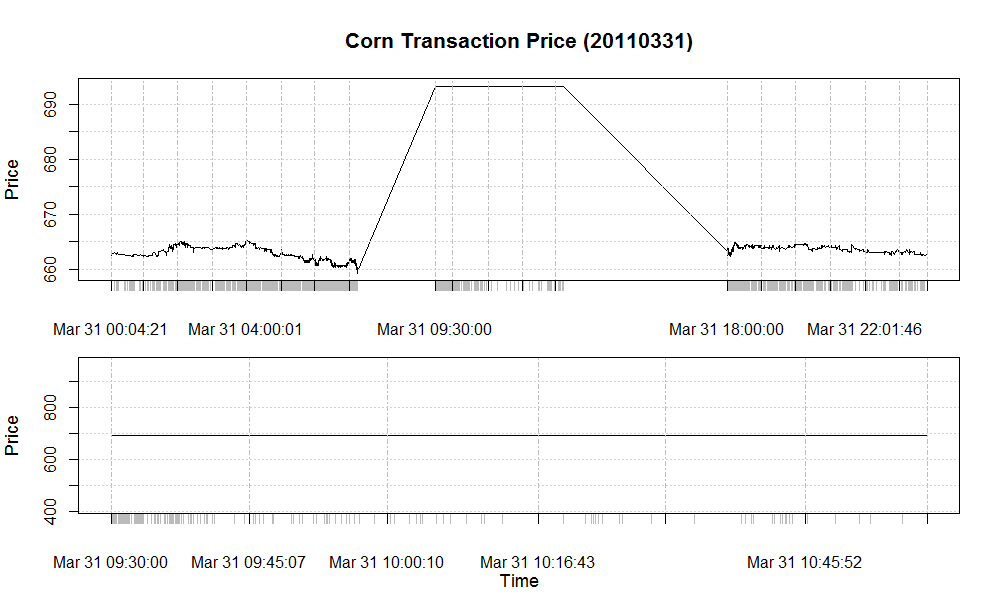 Corn Transaction Price (20110331)
Price
690
680
670
660
Mar 31 00:04:21 Mar 31 04:00:01 Mar 31 09:30:00 Mar 31 18:00:00 Mar 31 22:01:46
Price
800
600
400
Mar 31 09:30:00 Mar 31 09:45:07 Mar 31 10:00:10 Mar 31 10:16:43 Mar 31 10:45:52
Time